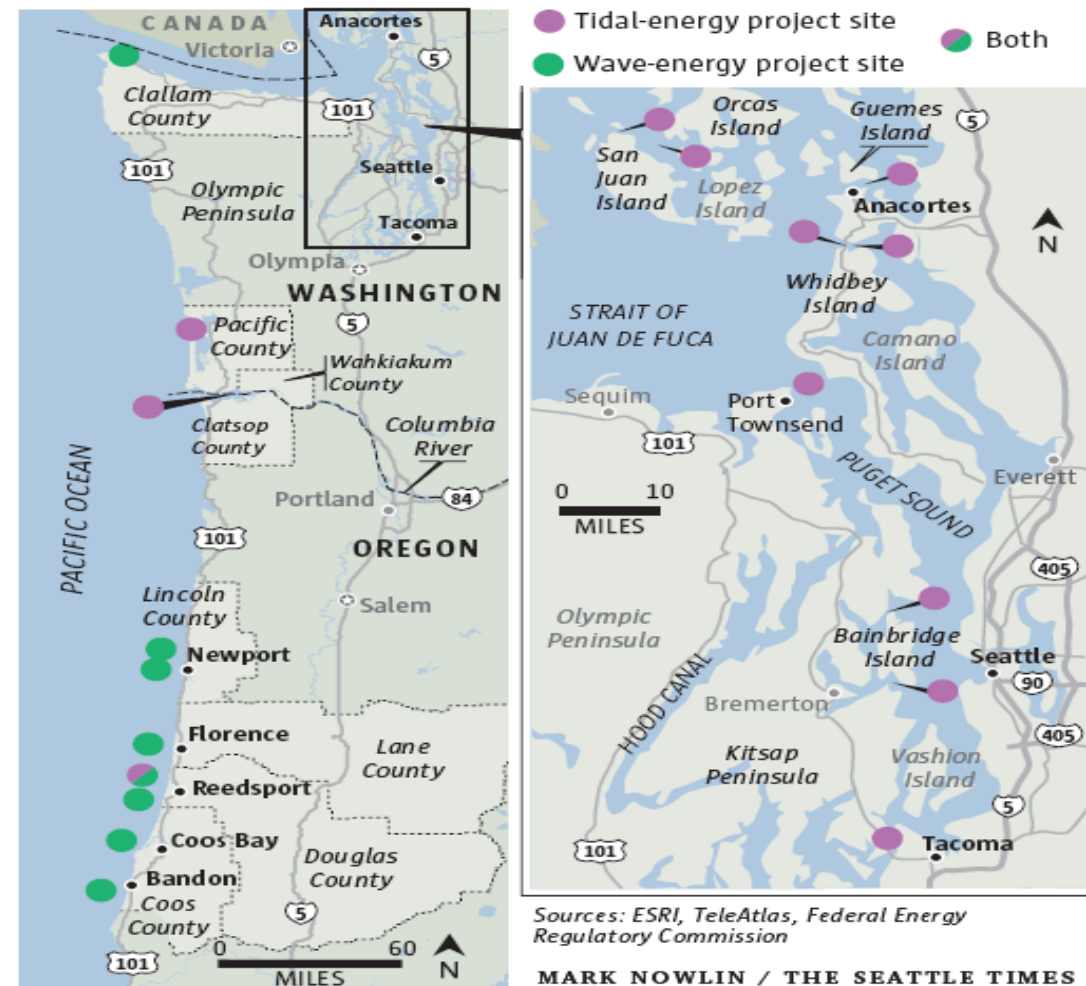 Tidal-energy project site
Wave-energy project site
Both
CANADA
Victoria
Anacortes
5
Clallam
County
101
101
Seattle
Olympic
Peninsula
Tacoma
Olympia
WASHINGTON
Pacific
County
5
Wahkiakum
County
Clatsop
County
Columbia
River
84
Portland
PACIFIC OCEAN
101
OREGON
Lincoln
County
Salem
Newport
Florence
Lane
County
Reedsport
Coos Bay
Douglas
County
Bandon
Coos
County
5
0 60
MILES
N
101
Orcas
Island
Guemes
Island
5
San
Juan
Island
Lopez
Island
Anacortes
N
Whidbey
Island
STRAIT OF
JUAN DE FUCA
Camano
Island
Sequim
Port
Townsend
101
PUGET SOUND
Everett
0 10
MILES
405
Olympic
Peninsula
Bainbridge
Island
Seattle
90
HOOD CANAL
Bremerton
405
Kitsap
Peninsula
Vashion
Island
5
101
Tacoma
Sources: ESRI, TeleAtlas, Federal Energy
Regulatory Commission
MARK NOWLIN / THE SEATTLE TIMES